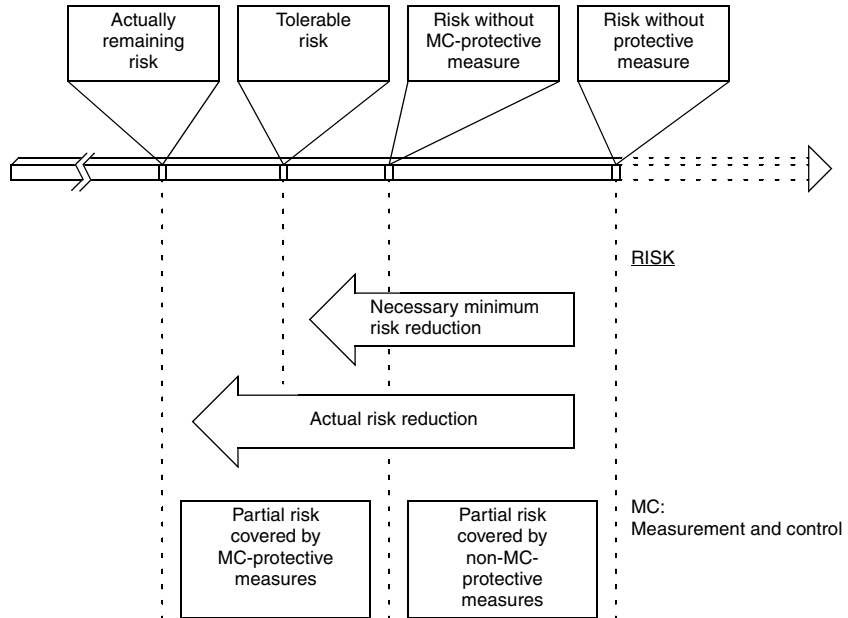 Actually
remaining
risk
Tolerable
risk
Risk without
MC-protective
measure
Risk without
protective
measure
RISK
Necessary minimum
risk reduction
Actual risk reduction
Partial risk
covered by
MC-protective
measures
Partial risk
covered by
non-MC-
protective
measures
MC:
Measurement and control